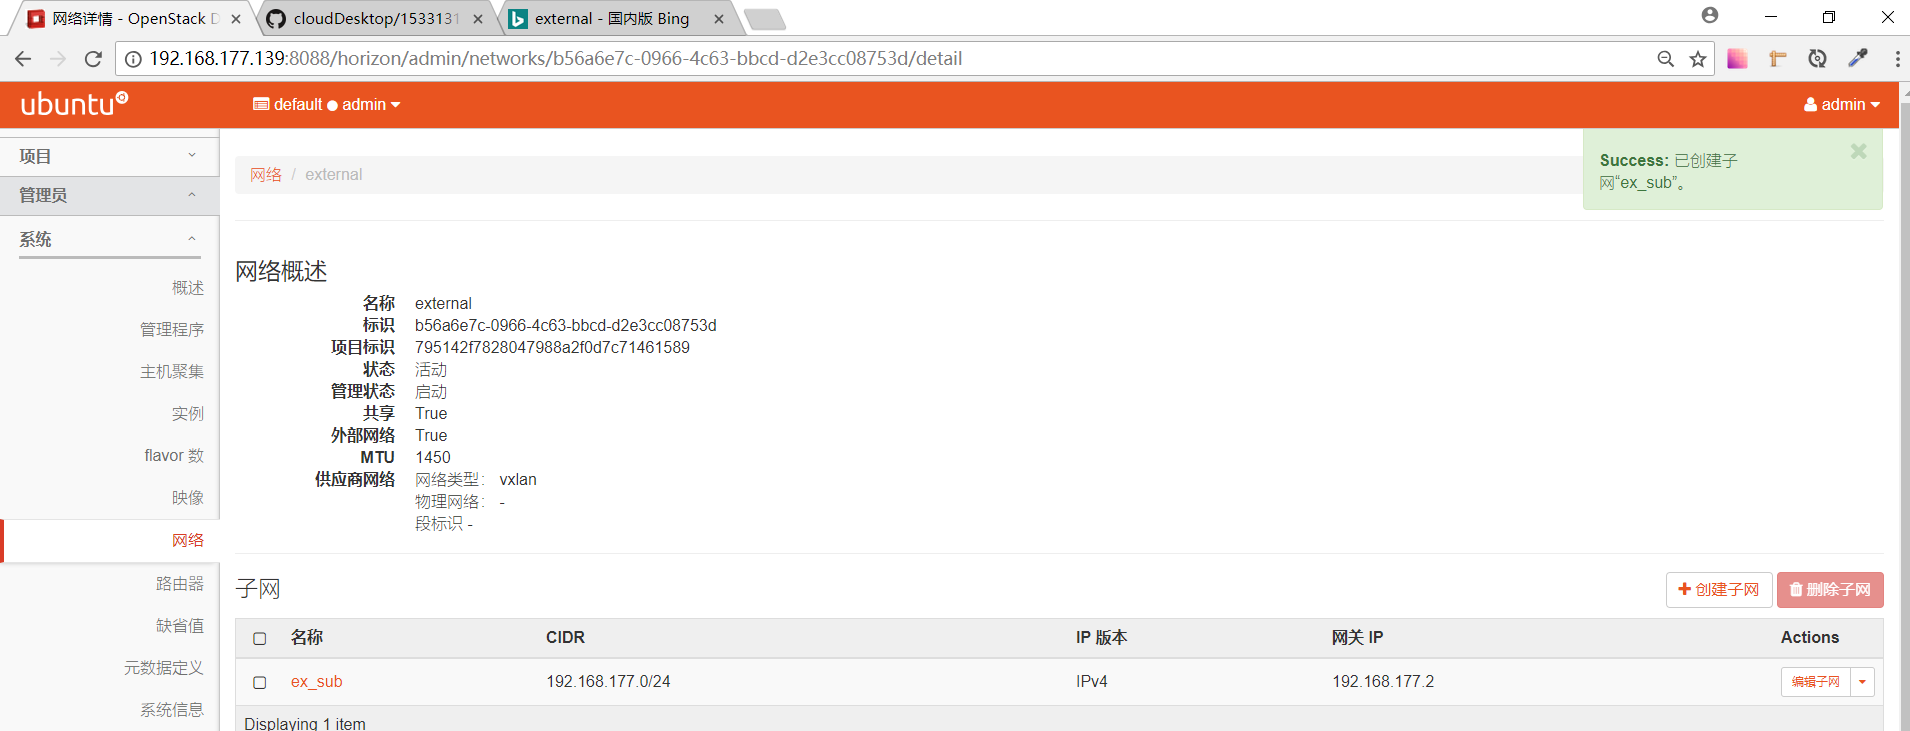 网络详情 - OpenStack D
cloudDesktop/1533131
external - 国内版 Bing
192.168.177.139:8088/horizon/admin/networks/b56a6e7c-0966-4c63-bbcd-d2e3cc08753d/detail
ubuntu
default ● admin
admin
项目
管理员
系统
概述
管理程序
主机聚集
实例
flavor 数
映像
网络
路由器
缺省值
元数据定义
系统信息
网络 / external
Success: 已创建子
网“ex_sub”。
网络概述
名称 external
标识 b56a6e7c-0966-4c63-bbcd-d2e3cc08753d
项目标识 795142f7828047988a2f0d7c71461589
状态 活动
管理状态 启动
共享 True
外部网络 True
MTU 1450
供应商网络 网络类型： vxlan
物理网络： -
段标识 -
子网
创建子网
删除子网
名称 CIDR IP 版本 网关 IP Actions
ex_sub 192.168.177.0/24 IPv4 192.168.177.2 编辑子网
Displaying 1 item